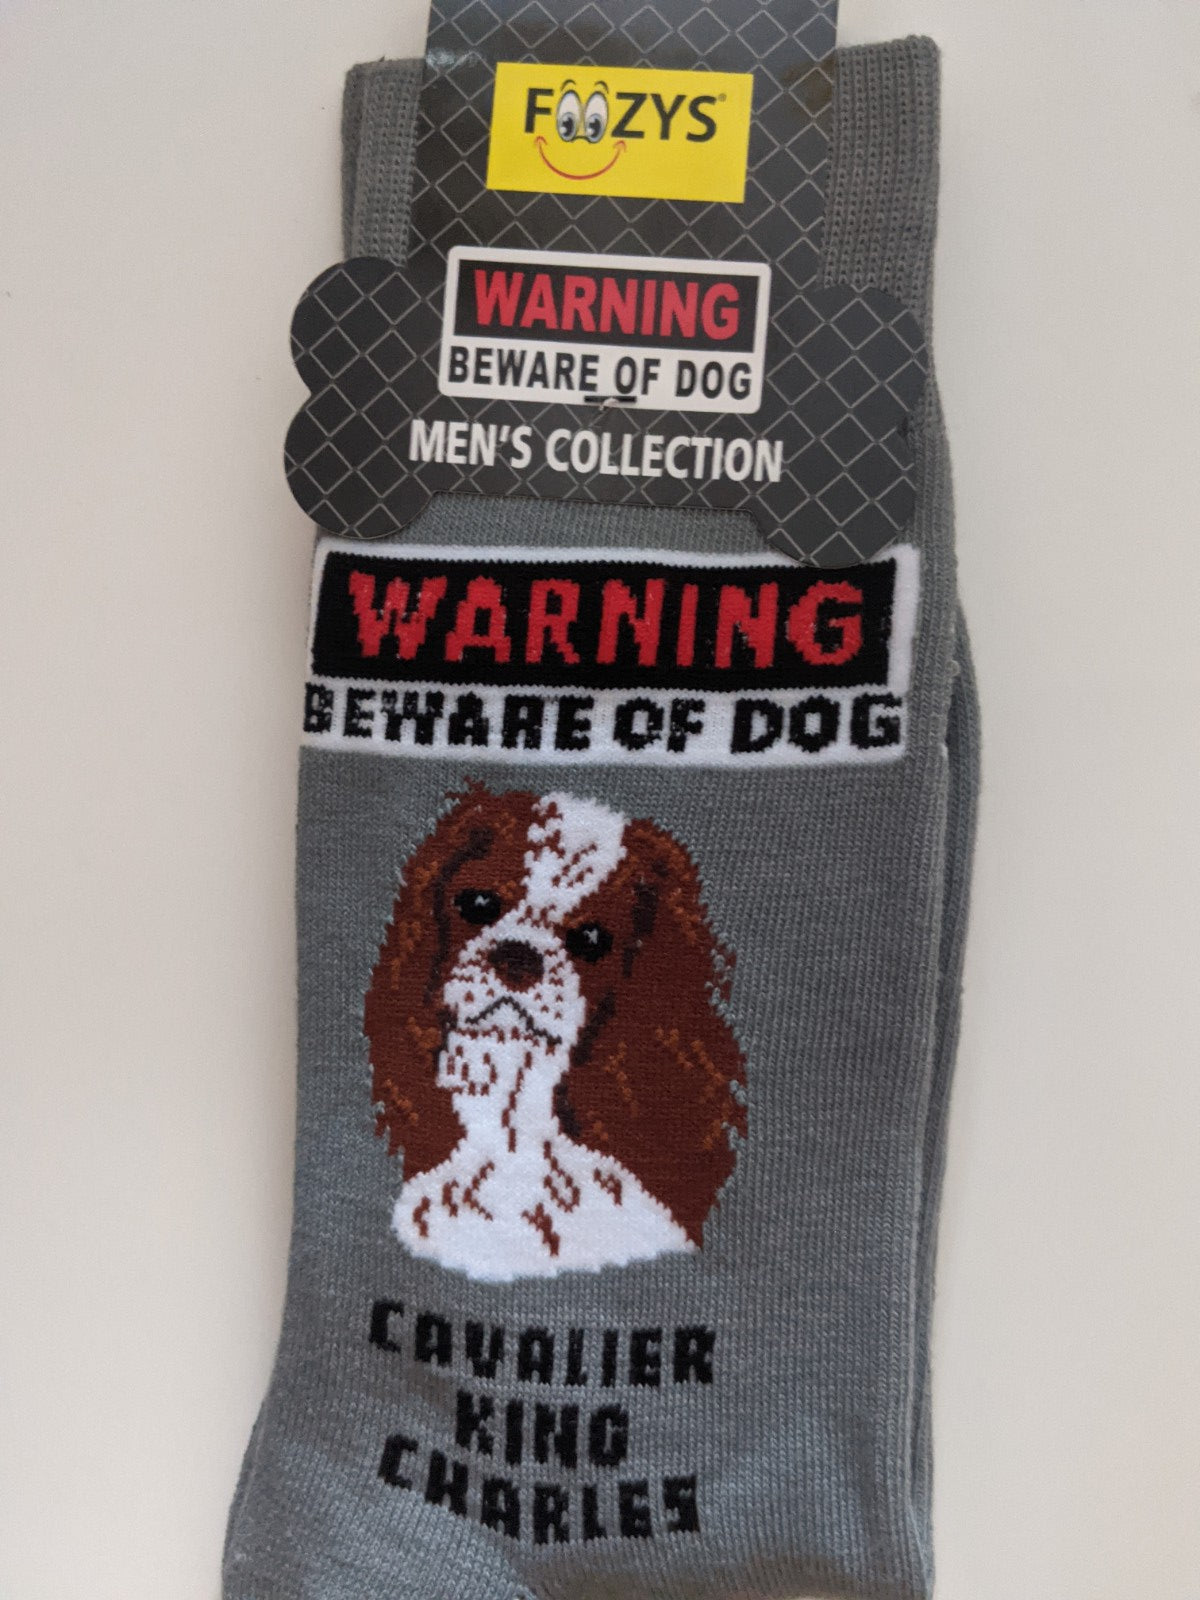 FOOZYS®
WARNING
BEWARE OF DOG
MEN'S COLLECTION
WARNING
BEWARE OF DOG
CAVALIER
KING
CHARLES